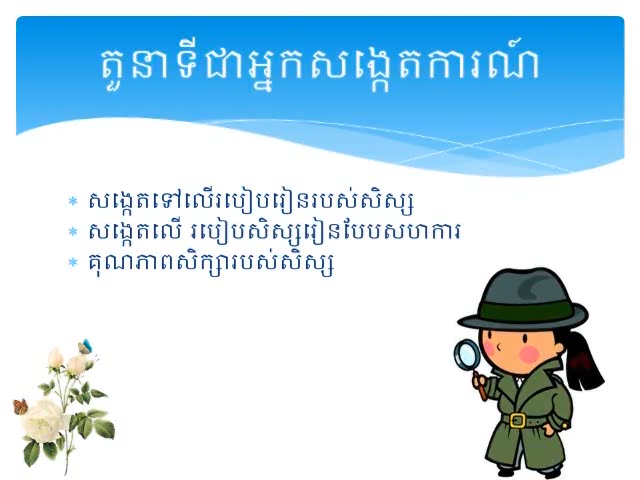 តួនាទីជាអ្នកសង្កេតការណ៍
សង្កេតទៅលើរបៀបរៀនរបស់សិស្ស
សង្កេតលើ របៀបសិស្សរៀនបែបសហការ
គុណភាពសិក្សារបស់សិស្ស